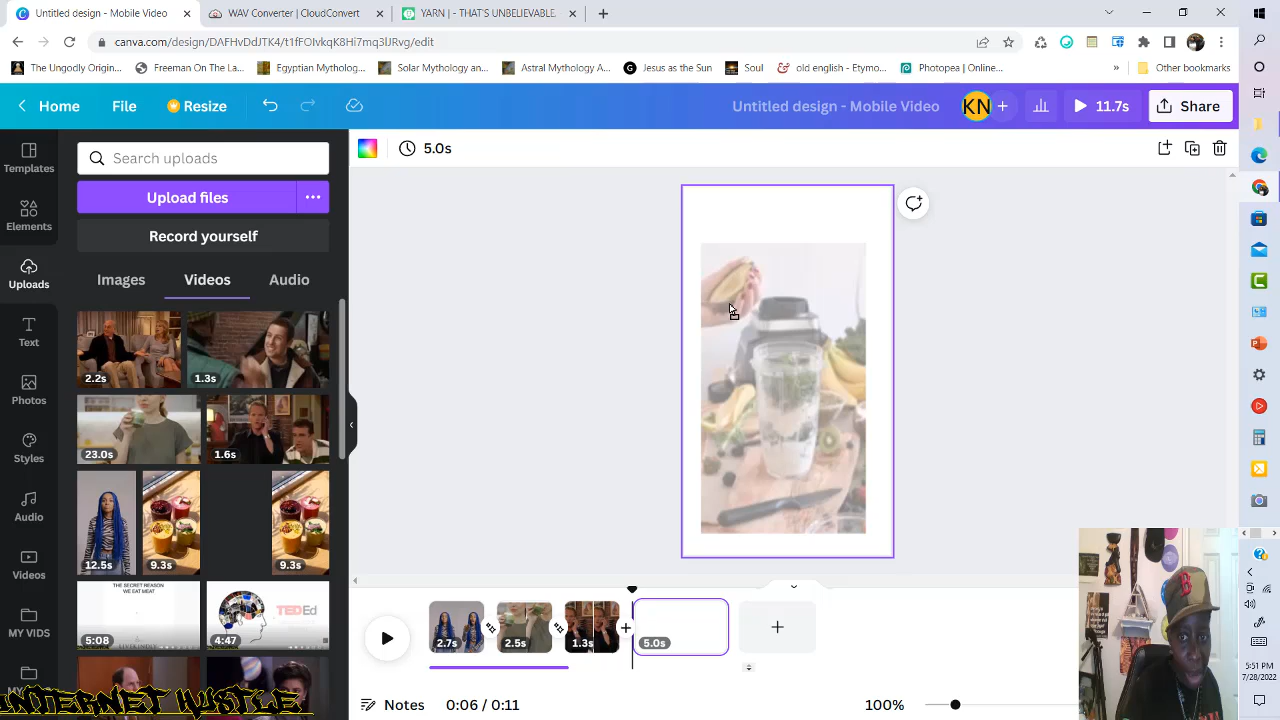 Untitled design - Mobile Video
WAV Converter | CloudConvert
YARN | - THAT'S UNBELIEVABLE.
canva.com/design/DAFHvDdJTK4/t1fFOIvkqK8Hi7mq3lJRvg/edit
The Ungodly Origin...
Freeman On The La...
Egyptian Mytholog...
Solar Mythology an...
Astral Mythology A...
Jesus as the Sun
Soul
old english - Etymo...
Photopea | Online...
»
Other bookmarks
Home
File
Resize
Untitled design - Mobile Video
KN
11.7s
Share
Templates
Elements
Uploads
Text
Photos
Styles
Audio
Videos
MY VIDS
Search uploads
Upload files
Record yourself
Images
Videos
Audio
2.2s
1.3s
23.0s
1.6s
12.5s
9.3s
9.3s
THE SECRET REASON
WE EAT MEAT
5:08
TED Ed
4:47
5.0s
2.7s
2.5s
1.3s
5.0s
Notes
0:06 / 0:11
100%
INTERNET HUSTLE
5:51 P
7/28/2022